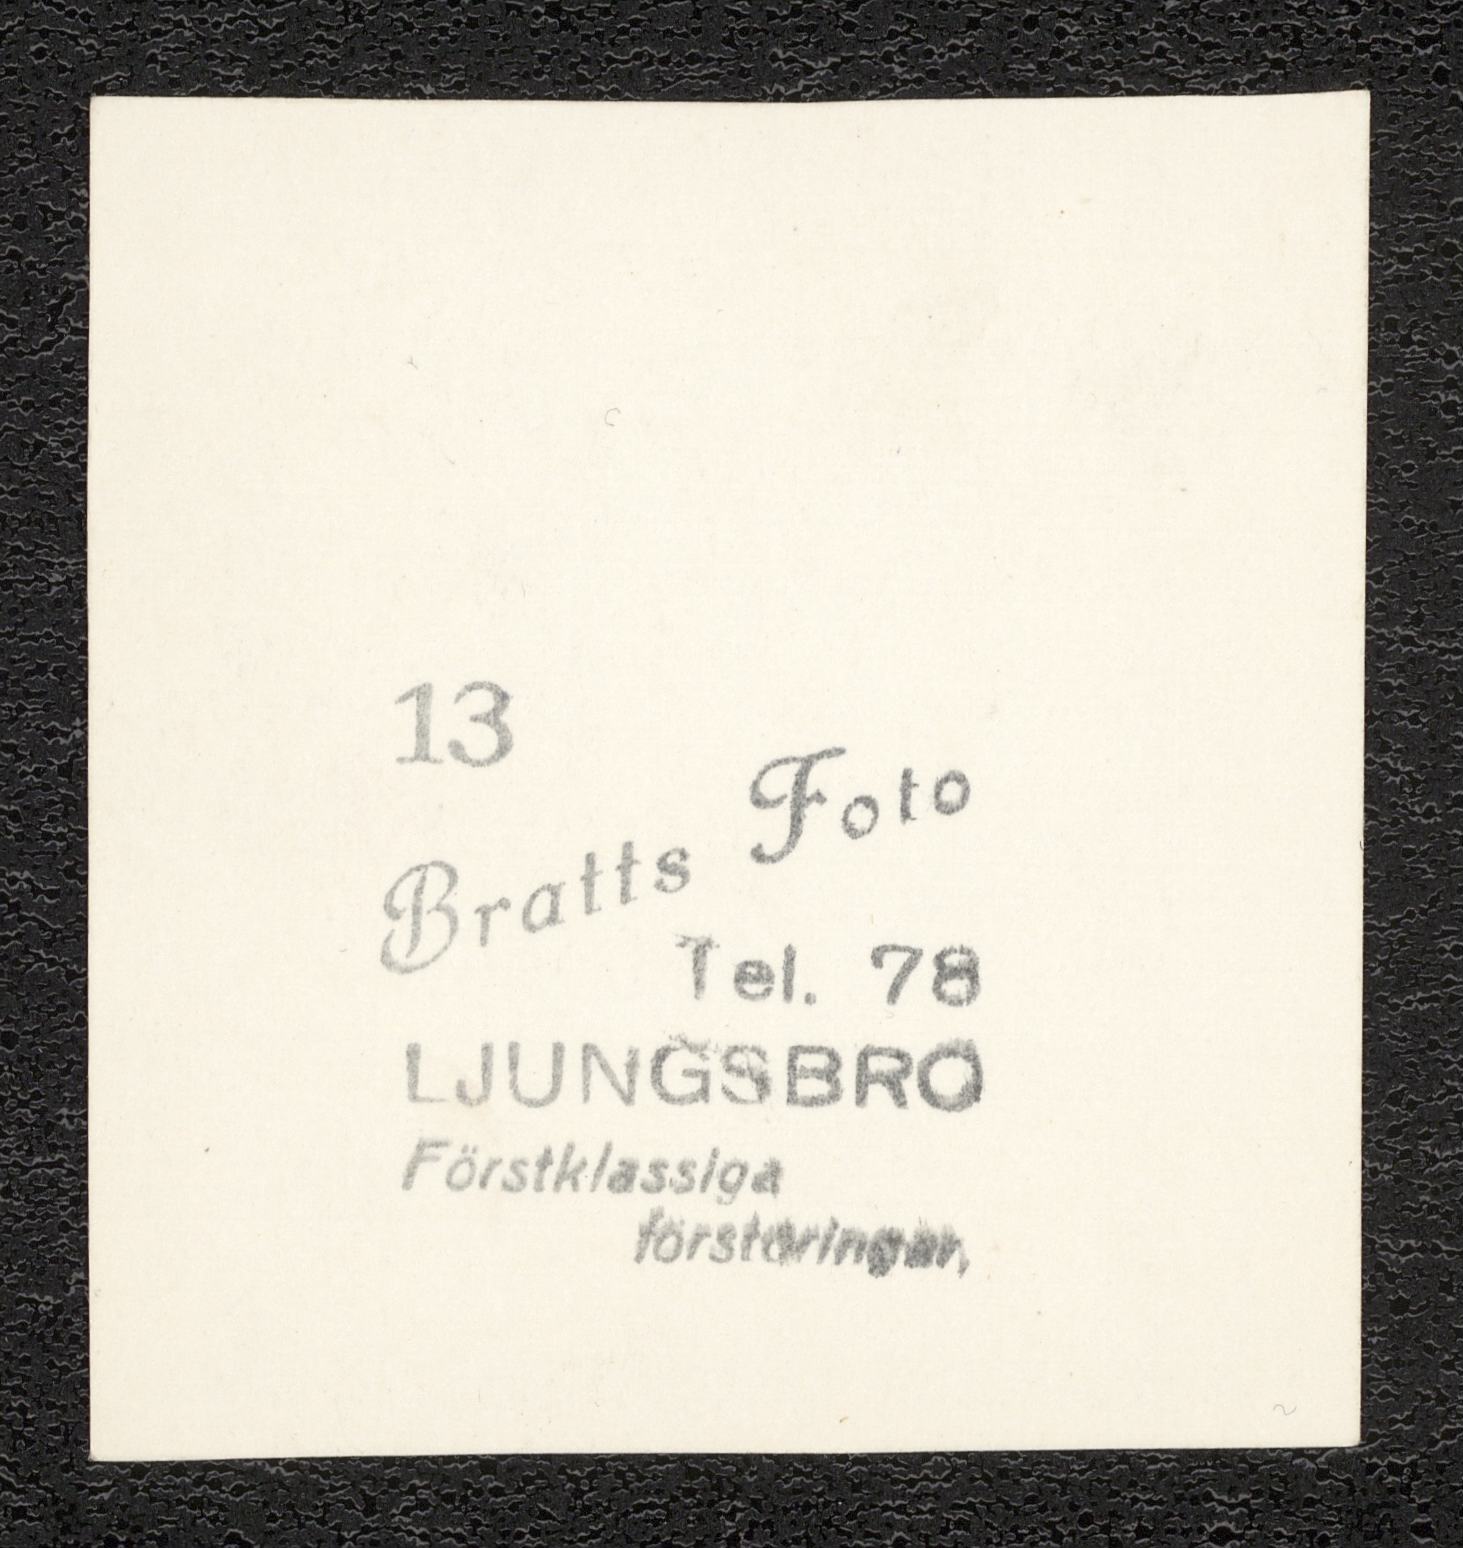 13
Bratts Foto
Tel. 78
LJUNGSBRO
Förstklassiga
förstoringar,